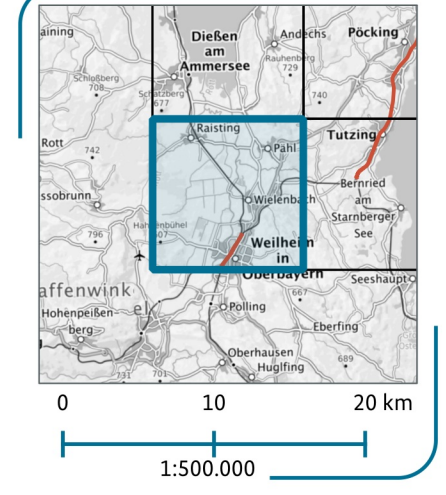 aining
Dießen
am
Ammersee
Andechs
Pöcking
Rauhenberg
729
Schloßberg
708
Schatzberg
677
740
Raisting
Tutzing
Rott
742
Pähl
Bernried
am
Starnberger
See
ssobrunn
Wielenbach
796
Weilheim
in
Oberbayern
Seeshaupt
affenwink
el
667
Hohenpeißen
berg
Polling
Eberfing
Oberhausen
689
Huglfing
731
701
0 10 20 km
1:500.000